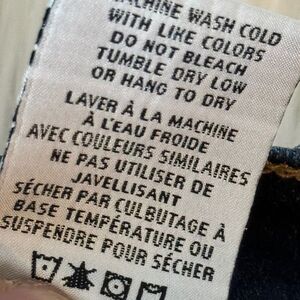 MACHINE WASH COLD
WITH LIKE COLORS
DO NOT BLEACH
TUMBLE DRY LOW
OR HANG TO DRY
LAVER À LA MACHINE
À L'EAU FROIDE
AVEC COULEURS SIMILAIRES
NE PAS UTILISER DE
JAVELLISANT
SÉCHER PAR CULBUTAGE À
BASE TEMPÉRATURE OU
SUSPENDRE POUR SÉCHER